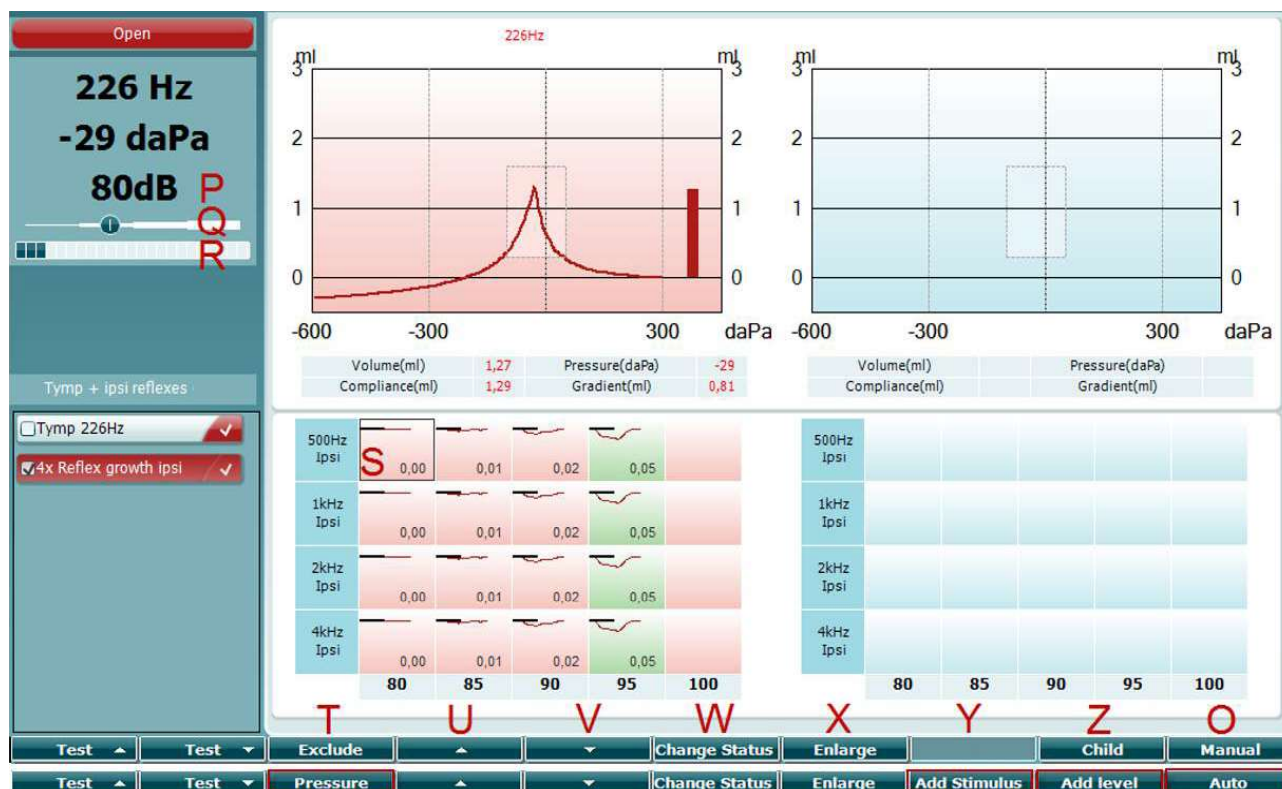 Open
226 Hz
-29 daPa
80dB P
Q
R
Tymp + ipsi reflexes
Tymp 226Hz
4x Reflex growth ipsi
226Hz
ml ml
3 3
2 2
1 1
0 0
-600 -300 300 daPa
Volume(ml) 1,27 Pressure(daPa) -29
Compliance(ml) 1,29 Gradient(ml) 0,81
ml ml
3 3
2 2
1 1
0 0
-600 -300 300 daPa
Volume(ml) Pressure(daPa)
Compliance(ml) Gradient(ml)
500Hz
Ipsi S 0,00 0,01 0,02 0,05
1kHz
Ipsi 0,00 0,01 0,02 0,05
2kHz
Ipsi 0,00 0,01 0,02 0,05
4kHz
Ipsi 0,00 0,01 0,02 0,05
80 85 90 95 100
500Hz
Ipsi
1kHz
Ipsi
2kHz
Ipsi
4kHz
Ipsi
80 85 90 95 100
T U V W X Y Z O
Test Test Exclude Change Status Enlarge Child Manual
Test Test Pressure Change Status Enlarge Add Stimulus Add level Auto